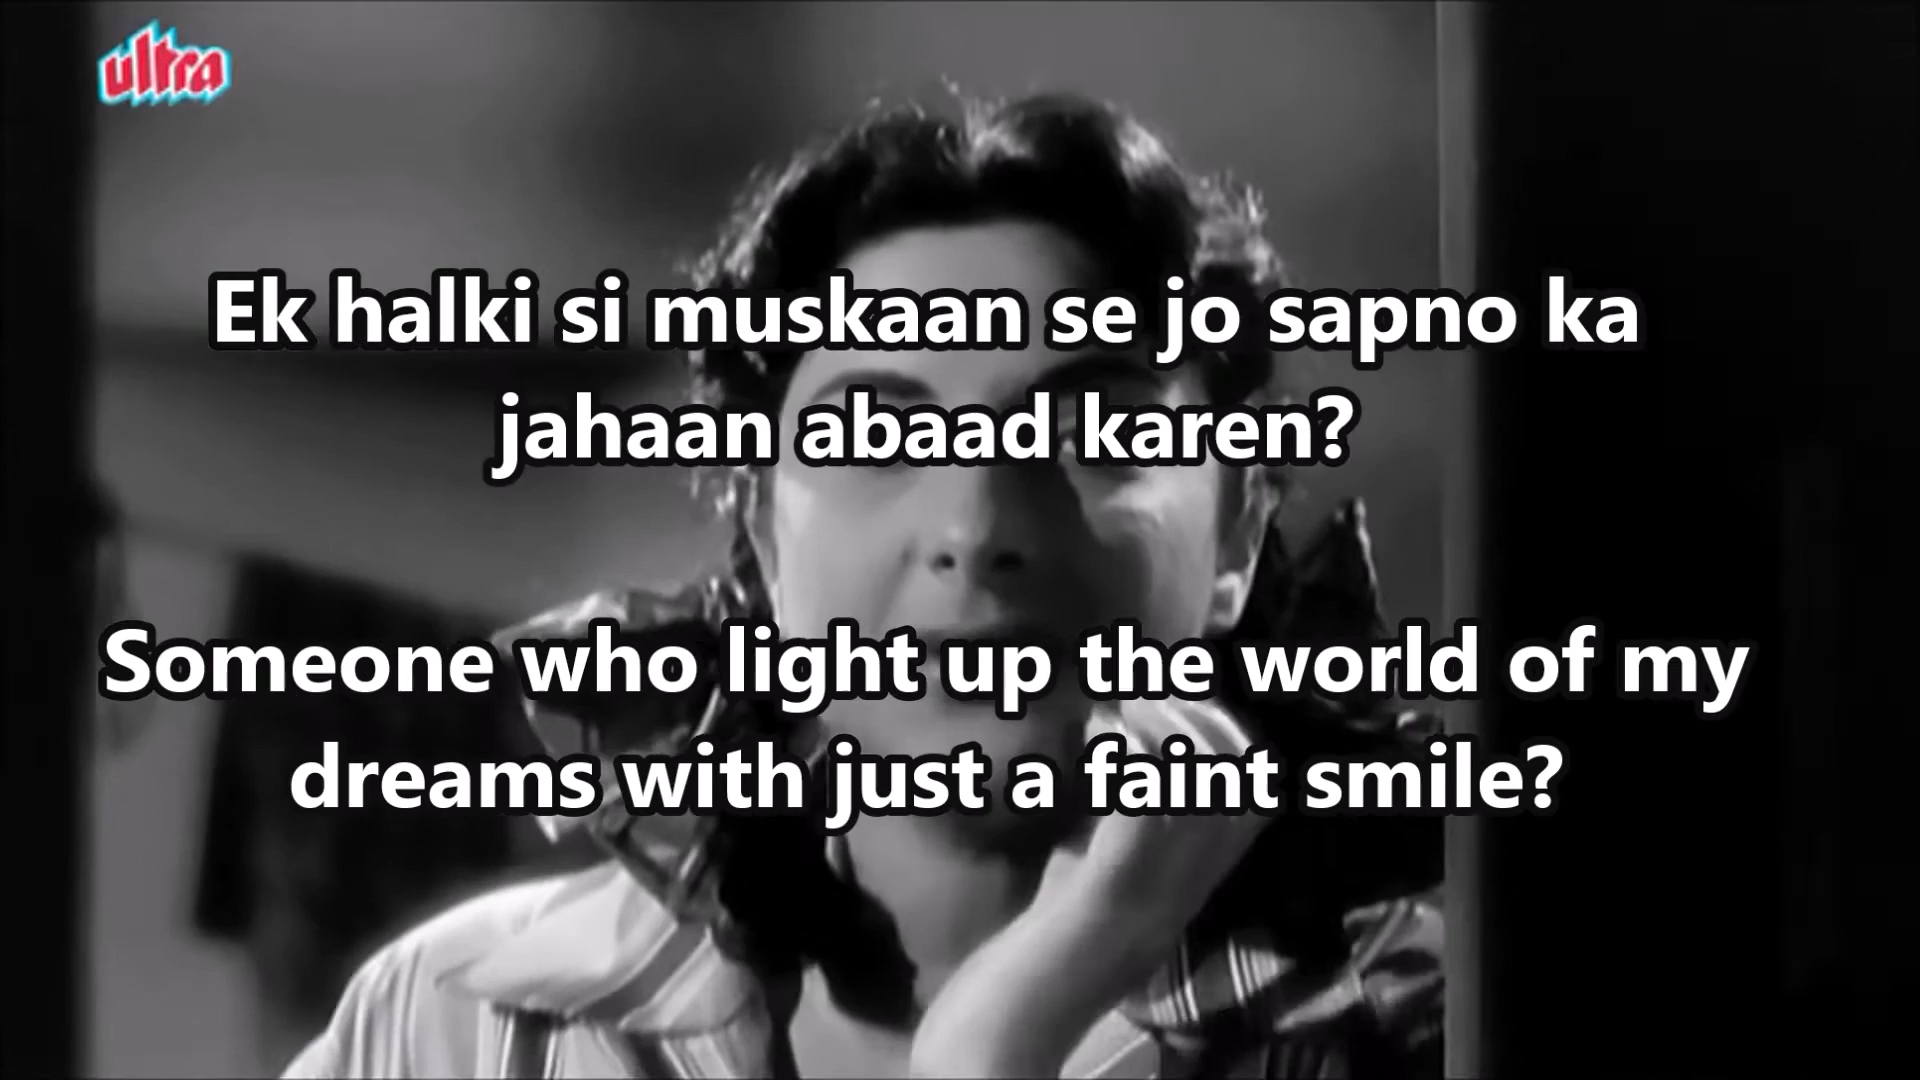 ultra
Ek halki si muskaan se jo sapno ka
jahaan abaad karen?
Someone who light up the world of my
dreams with just a faint smile?